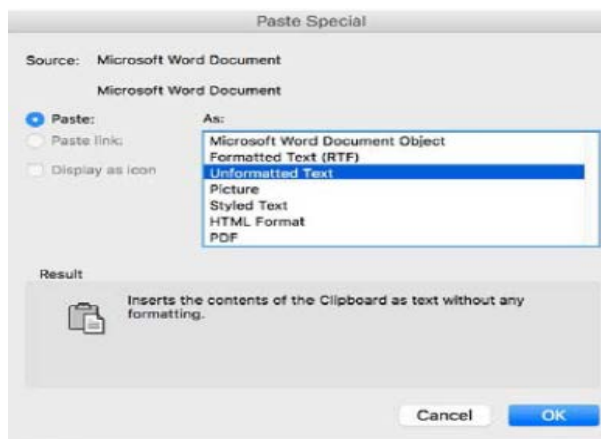 Paste Special
Source: Microsoft Word Document
Microsoft Word Document
Paste: As:
Paste link:
Display as icon
Microsoft Word Document Object
Formatted Text (RTF)
Unformatted Text
Picture
Styled Text
HTML Format
PDF
Result
Inserts the contents of the Clipboard as text without any
formatting.
Cancel OK